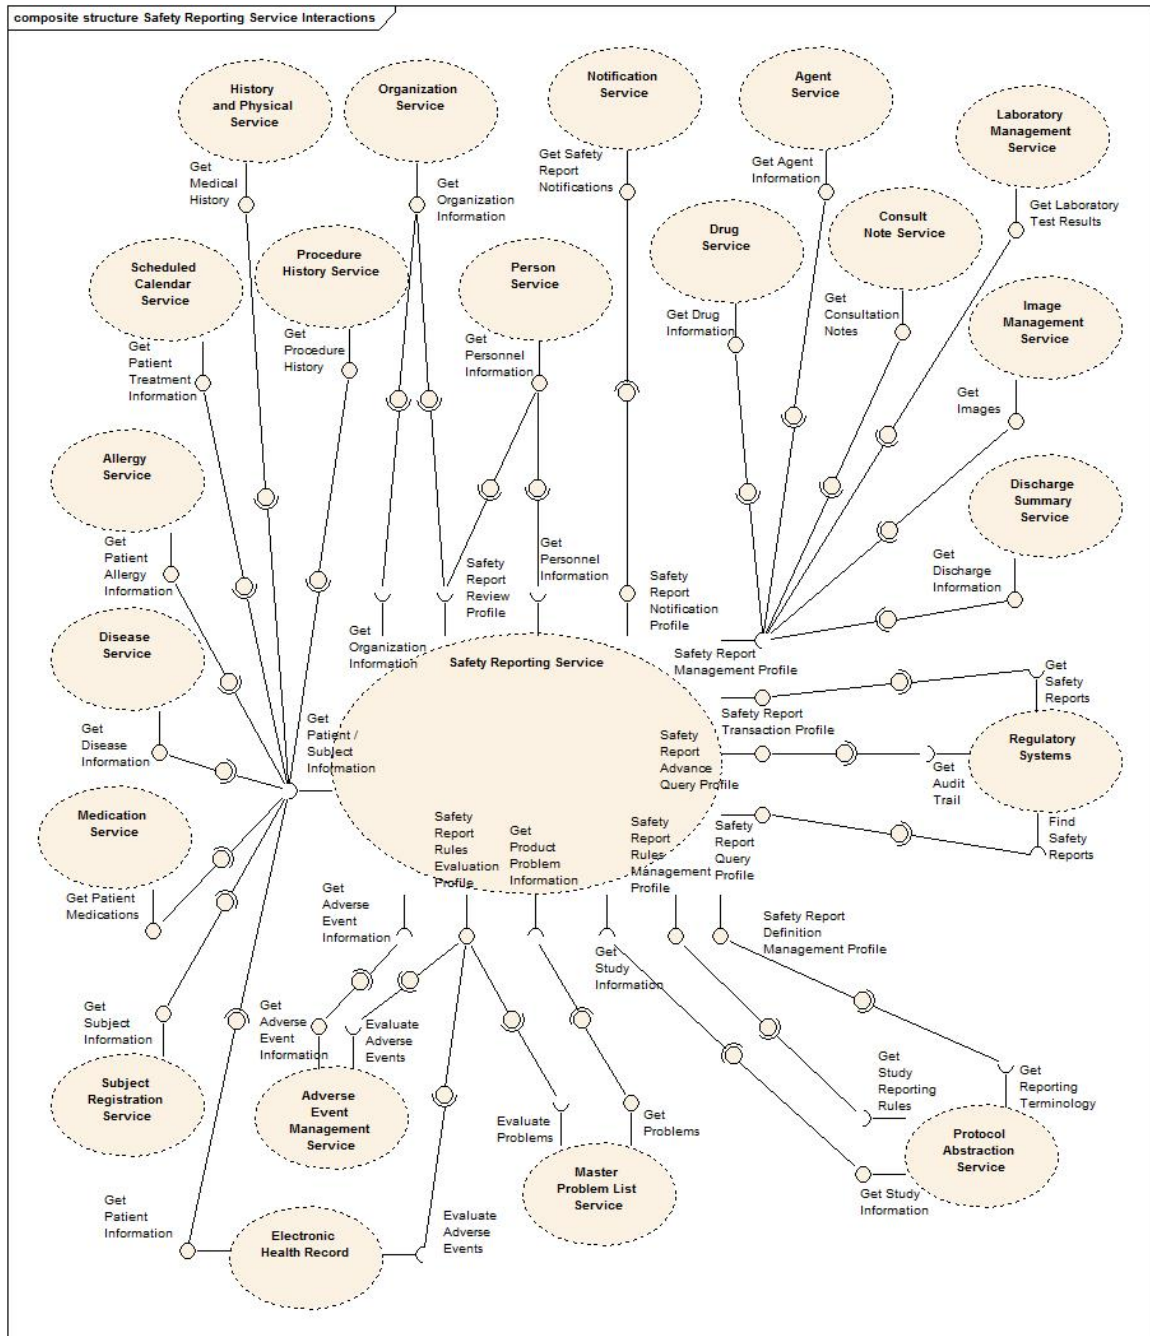 composite structure Safety Reporting Service Interactions
History
and Physical
Service
Organization
Service
Notification
Service
Agent
Service
Laboratory
Management
Service
Get
Medical
History
Get
Organization
Information
Get Safety
Report
Notifications
Get Agent
Information
Get Laboratory
Test Results
Scheduled
Calendar
Service
Procedure
History Service
Person
Service
Drug
Service
Consult
Note Service
Image
Management
Service
Get
Patient
Treatment
Information
Get
Procedure
History
Get
Personnel
Information
Get Drug
Information
Get
Consultation
Notes
Get
Images
Allergy
Service
Discharge
Summary
Service
Get
Patient
Allergy
Information
Safety
Report
Review
Profile
Get
Personnel
Information
Safety
Report
Notification
Profile
Get
Discharge
Information
Disease
Service
Get
Organization
Information
Safety Reporting Service
Safety Report
Management Profile
Get
Disease
Information
Get
Patient /
Subject
Information
Safety
Report
Advance
Query Profile
Safety Report
Transaction Profile
Get
Safety
Reports
Regulatory
Systems
Get
Audit
Trail
Medication
Service
Get Patient
Medications
Safety
Report
Rules
Evaluation
Profile
Get
Product
Problem
Information
Safety
Report
Rules
Management
Profile
Safety
Report
Query
Profile
Find
Safety
Reports
Get
Adverse
Event
Information
Get
Study
Information
Safety Report
Definition
Management Profile
Get
Subject
Information
Get
Adverse
Event
Information
Evaluate
Adverse
Events
Subject
Registration
Service
Adverse
Event
Management
Service
Evaluate
Problems
Get
Problems
Get
Study
Reporting
Rules
Get
Reporting
Terminology
Master
Problem List
Service
Protocol
Abstraction
Service
Get Study
Information
Get
Patient
Information
Electronic
Health Record
Evaluate
Adverse
Events